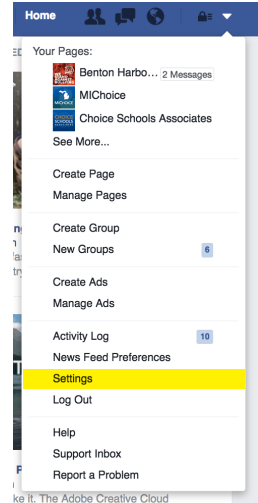 Home
Your Pages:
Benton Harbo... 2 Messages
MIChoice
Choice Schools Associates
See More...
Create Page
Manage Pages
Create Group
New Groups 6
Create Ads
Manage Ads
Activity Log 10
News Feed Preferences
Settings
Log Out
Help
Support Inbox
Report a Problem
ke it. The Adobe Creative Cloud